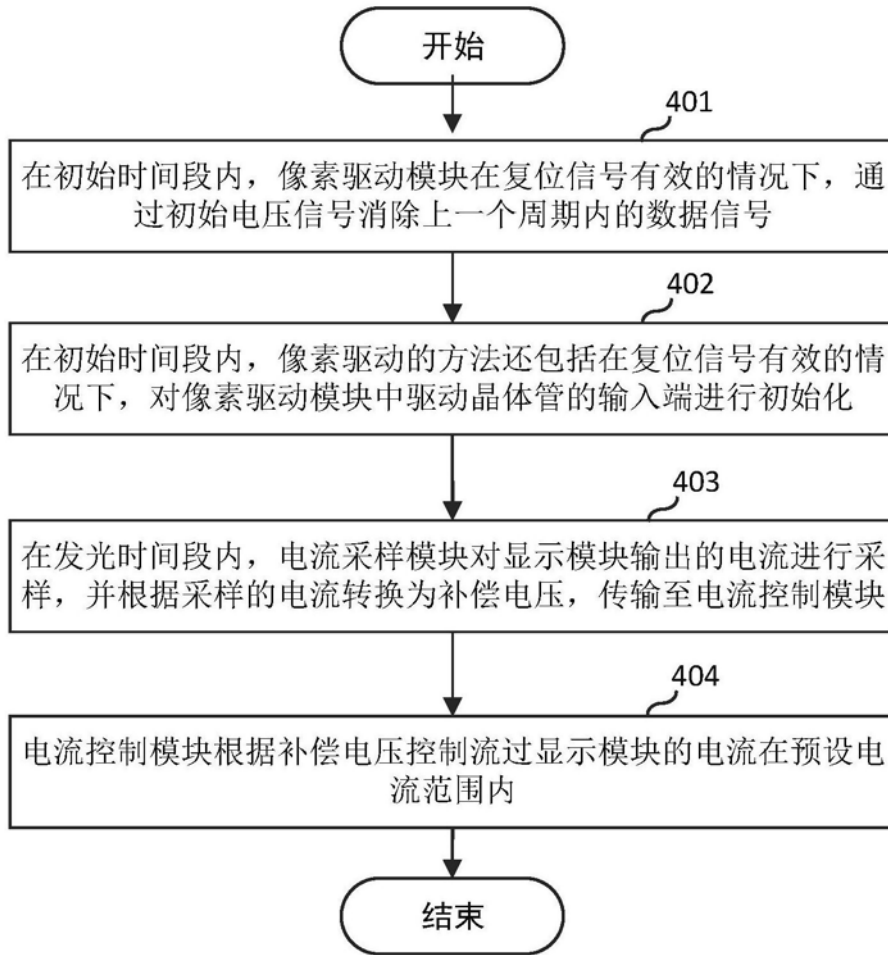 开始
401
在初始时间段内，像素驱动模块在复位信号有效的情况下，通
过初始电压信号消除上一个周期内的数据信号
402
在初始时间段内，像素驱动的方法还包括在复位信号有效的情
况下，对像素驱动模块中驱动晶体管的输入端进行初始化
403
在发光时间段内，电流采样模块对显示模块输出的电流进行采
样，并根据采样的电流转换为补偿电压，传输至电流控制模块
404
电流控制模块根据补偿电压控制流过显示模块的电流在预设电
流范围内
结束